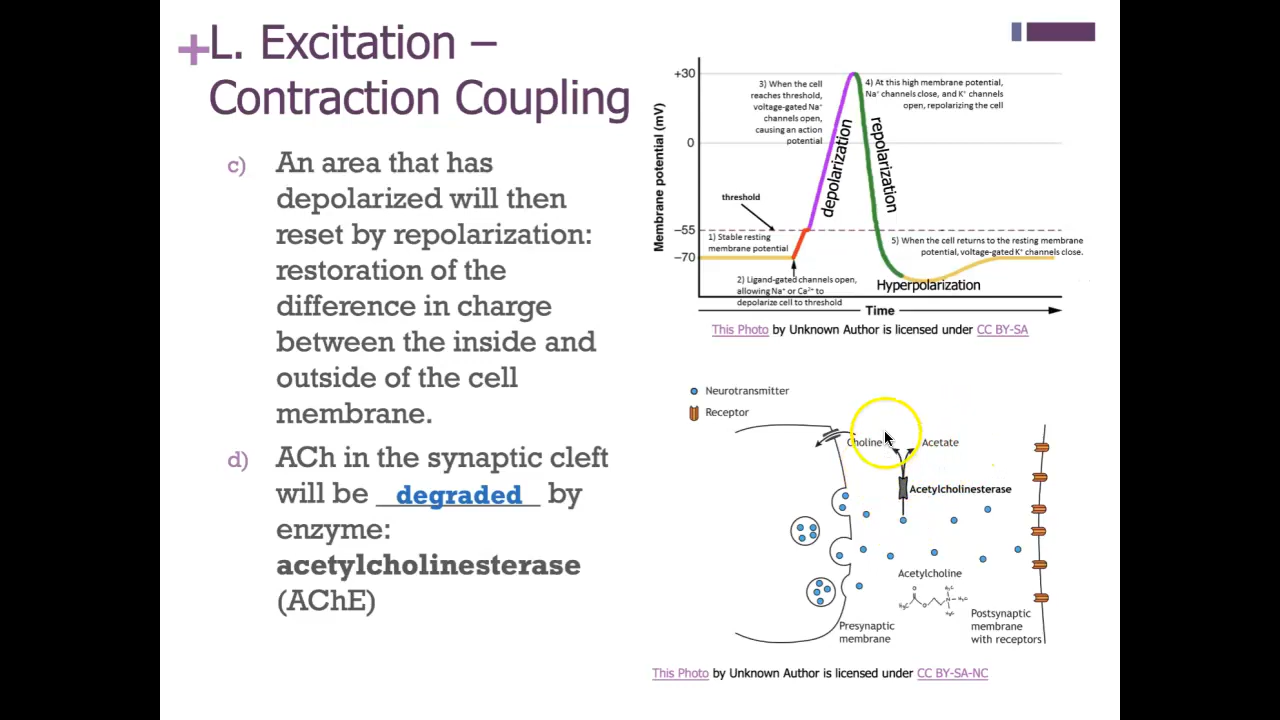 +L. Excitation –
Contraction Coupling
c) An area that has
depolarized will then
reset by repolarization:
restoration of the
difference in charge
between the inside and
outside of the cell
membrane.
d) ACh in the synaptic cleft
will be degraded by
enzyme:
acetylcholinesterase
(AChE)
Membrane potential (mV)
+30
0
−55
−70
3) When the cell
reaches threshold,
voltage-gated Na⁺
channels open,
causing an action
potential
4) At this high membrane potential,
Na⁺ channels close, and K⁺ channels
open, repolarizing the cell
depolarization
repolarization
threshold
1) Stable resting
membrane potential
2) Ligand-gated channels open,
allowing Na⁺ or Ca²⁺ to
depolarize cell to threshold
5) When the cell returns to the resting membrane
potential, voltage-gated K⁺ channels close.
Hyperpolarization
Time
This Photo by Unknown Author is licensed under CC BY-SA
Neurotransmitter
Receptor
Choline
Acetate
Acetylcholinesterase
Acetylcholine
O
H₃C
O
N
H₃C
H₃C
H₃C
Presynaptic
membrane
Postsynaptic
membrane
with receptors
This Photo by Unknown Author is licensed under CC BY-SA-NC